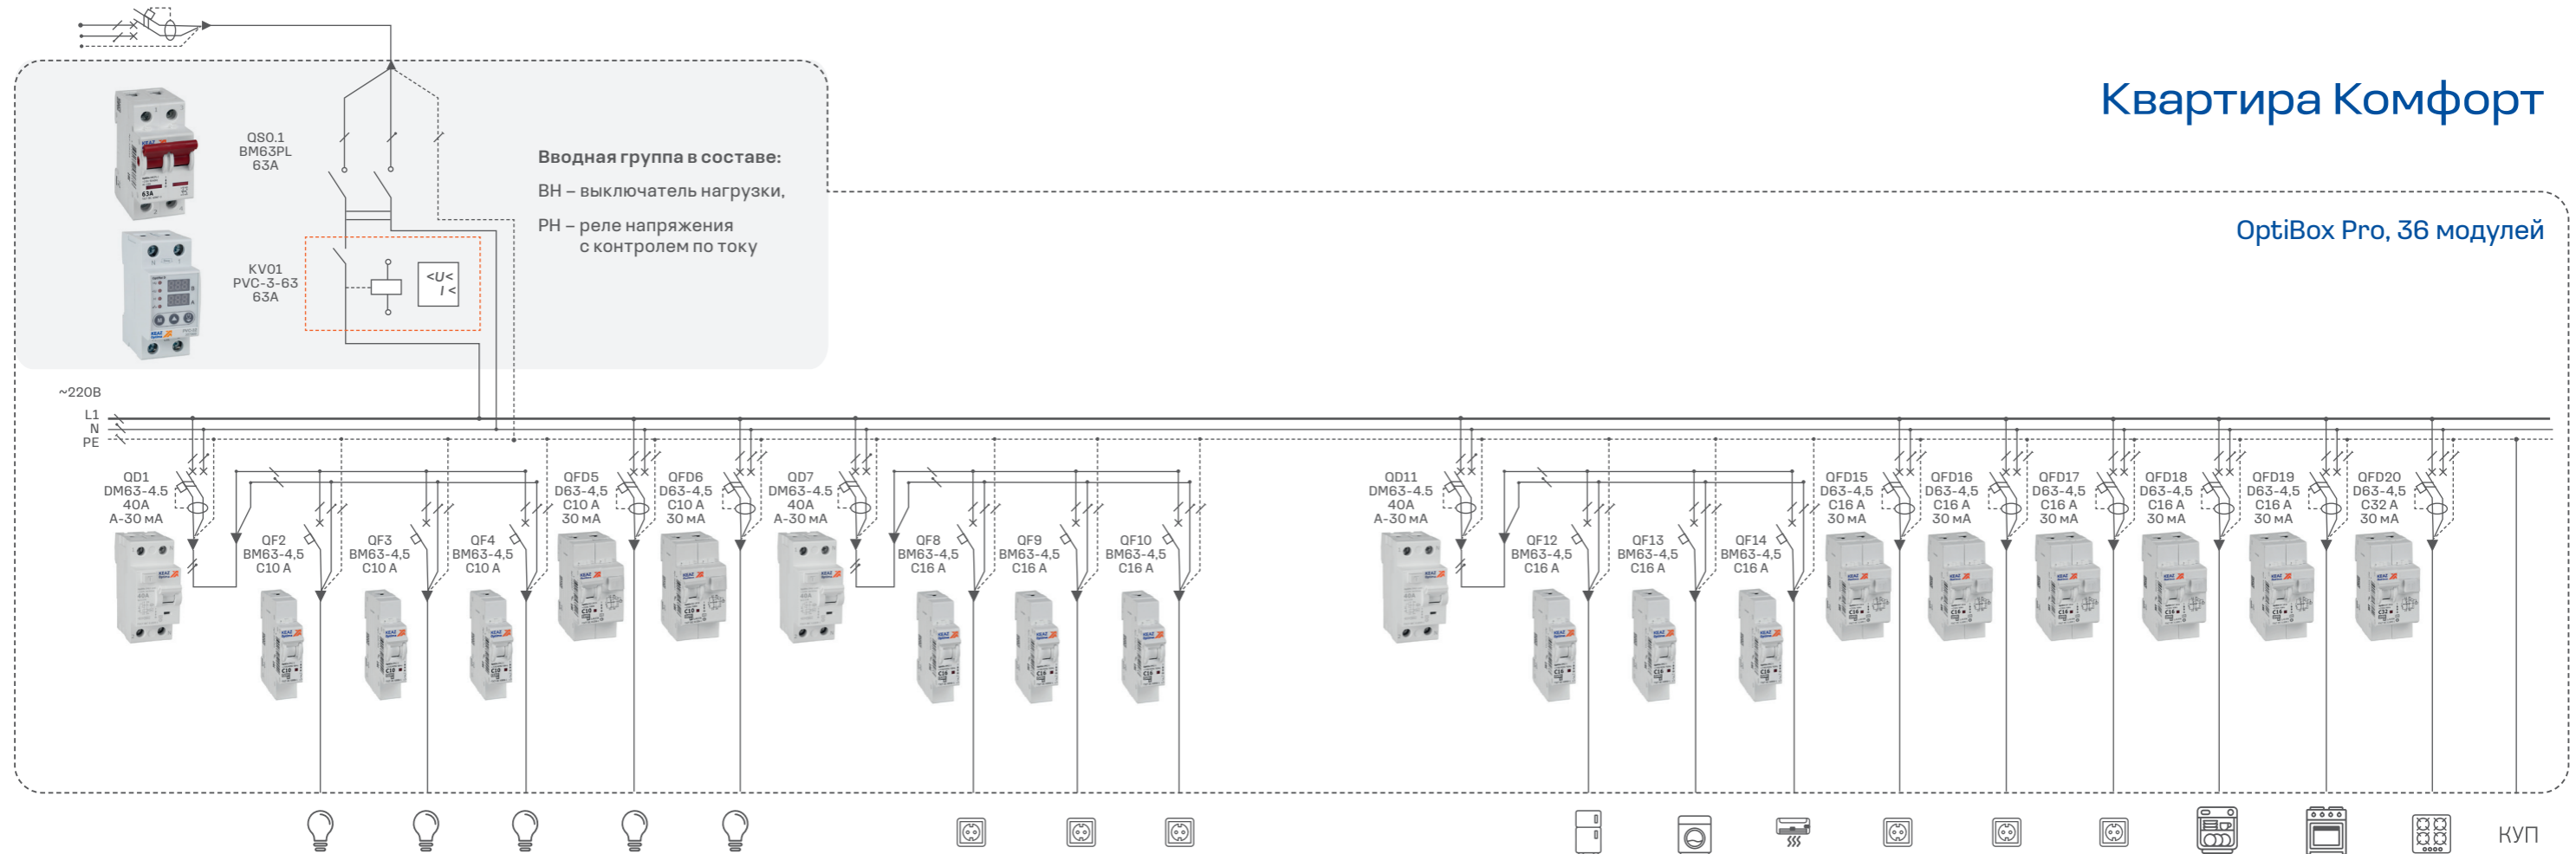 Квартира Комфорт
OptiBox Pro, 36 модулей
QS0.1
BM63PL
63A
Вводная группа в составе:
ВН – выключатель нагрузки,
РН – реле напряжения
с контролем по току
KV01
PVC-3-63
63A
<U<
I <
~220В
L1
N
PE
QD1
DM63-4.5
40A
A-30 мА
QF2
BM63-4,5
C10 A
QF3
BM63-4,5
C10 A
QF4
BM63-4,5
C10 A
QFD5
D63-4,5
C10 A
30 мА
QFD6
D63-4,5
C10 A
30 мА
QD7
DM63-4.5
40A
A-30 мА
QF8
BM63-4,5
C16 A
QF9
BM63-4,5
C16 A
QF10
BM63-4,5
C16 A
QD11
DM63-4.5
40A
A-30 мА
QF12
BM63-4,5
C16 A
QF13
BM63-4,5
C16 A
QF14
BM63-4,5
C16 A
QFD15
D63-4,5
C16 A
30 мА
QFD16
D63-4,5
C16 A
30 мА
QFD17
D63-4,5
C16 A
30 мА
QFD18
D63-4,5
C16 A
30 мА
QFD19
D63-4,5
C16 A
30 мА
QFD20
D63-4,5
C32 A
30 мА
КУП